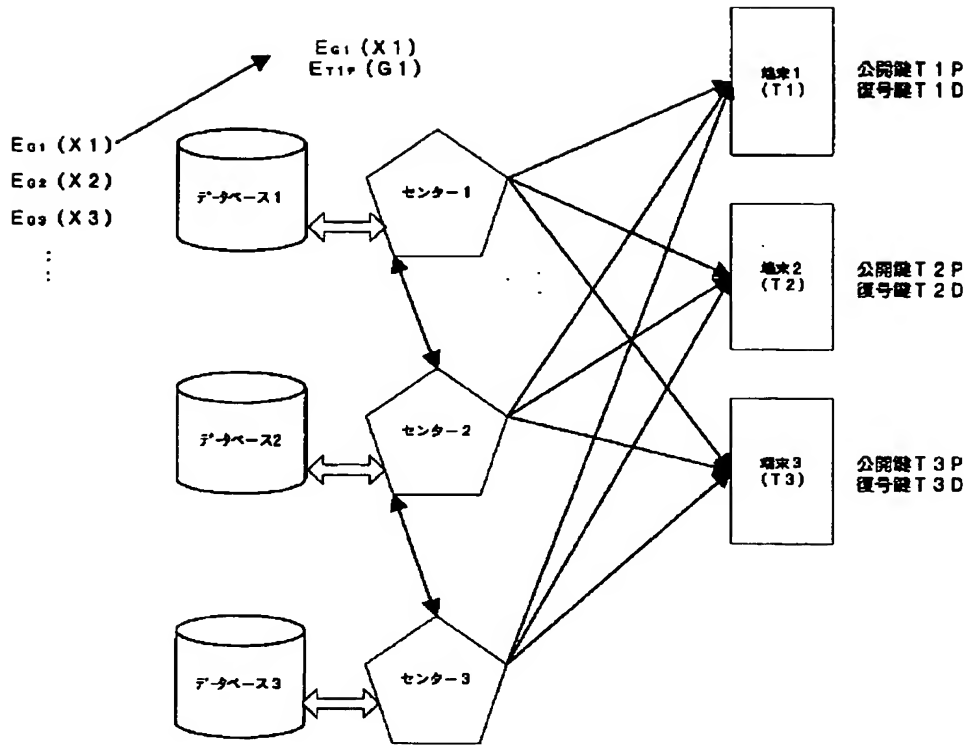 EG1 (X1)
ET1P (G1)
EG1 (X1)
EG2 (X2)
EG3 (X3)
データベース1
センター1
端末1
(T1)
公開鍵T1P
復号鍵T1D
端末2
(T2)
公開鍵T2P
復号鍵T2D
データベース2
センター2
端末3
(T3)
公開鍵T3P
復号鍵T3D
データベース3
センター3